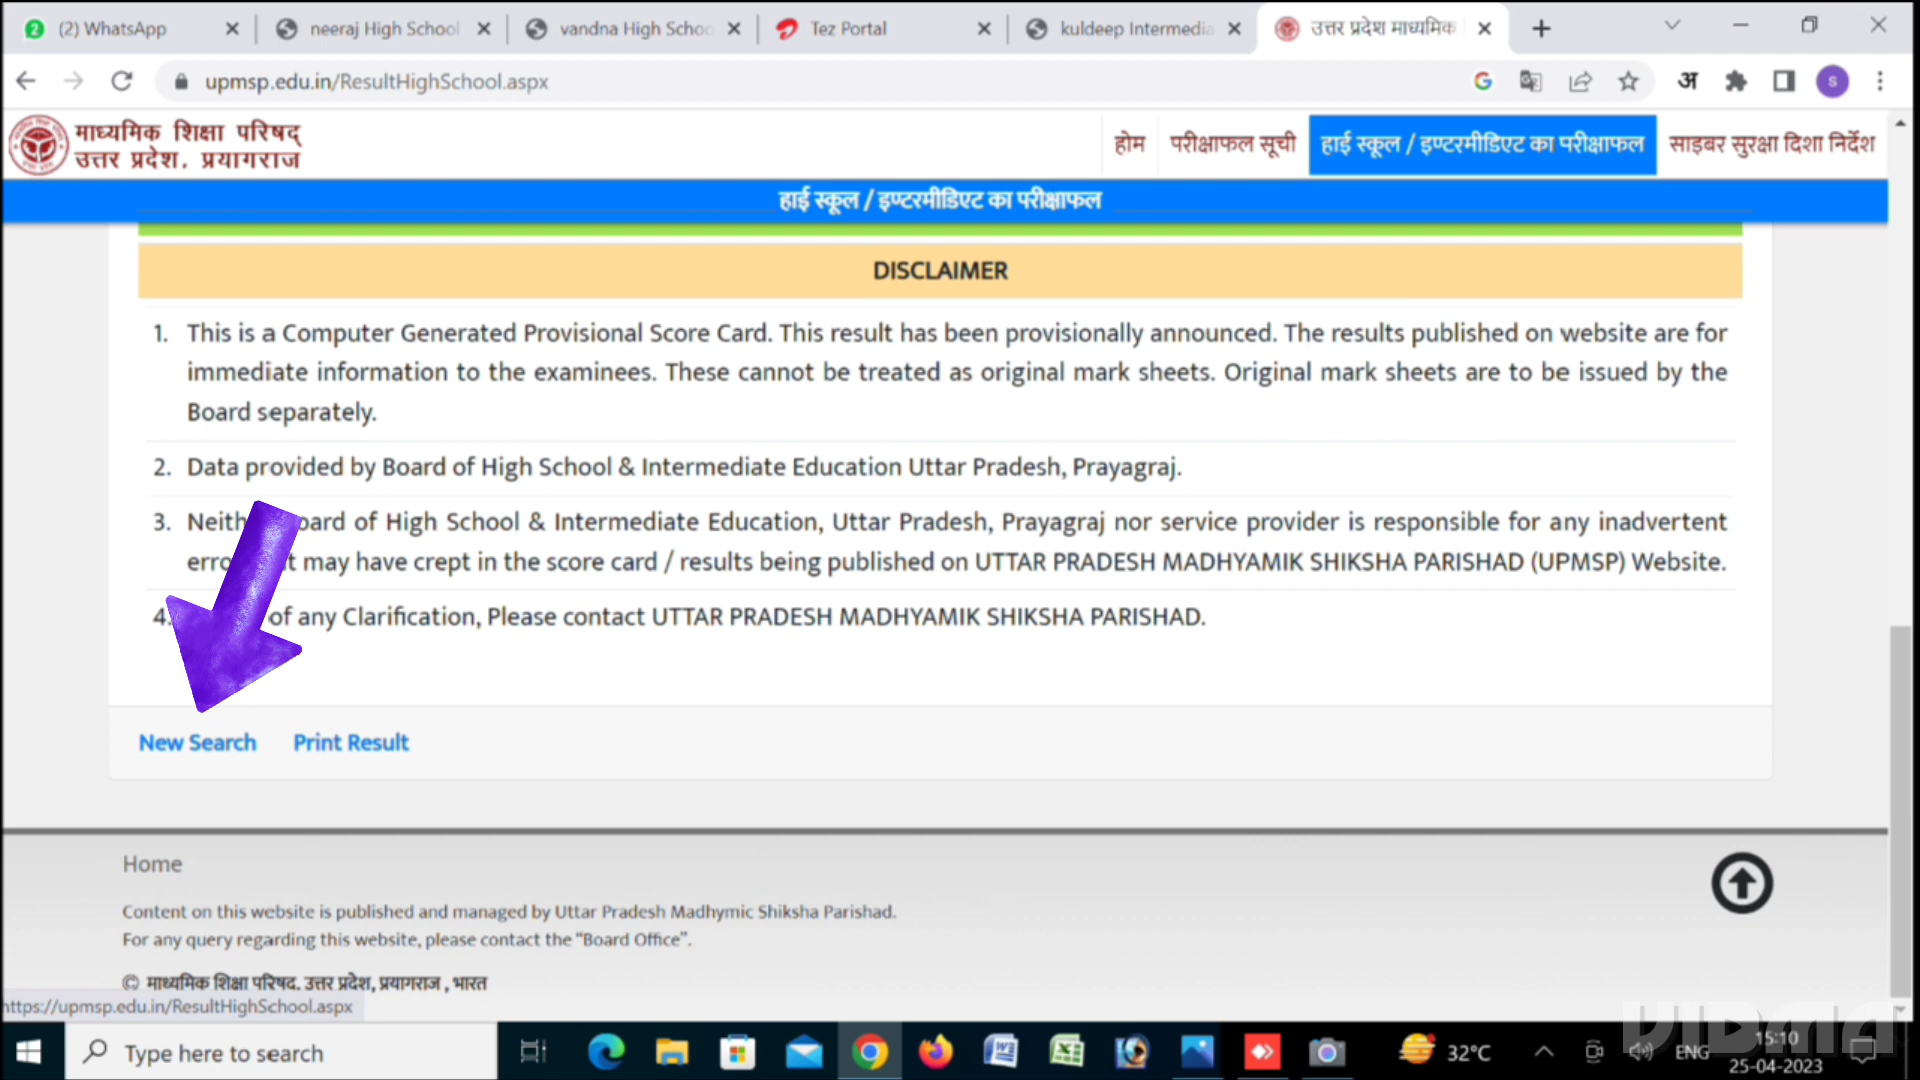 (2) WhatsApp
neeraj High School
vandna High Schoo
Tez Portal
kuldeep Intermedia
उत्तर प्रदेश माध्यमिक
upmsp.edu.in/ResultHighSchool.aspx
अ
S
माध्यमिक शिक्षा परिषद्
उत्तर प्रदेश, प्रयागराज
होम
परीक्षाफल सूची
हाई स्कूल / इण्टरमीडिएट का परीक्षाफल
साइबर सुरक्षा दिशा निर्देश
हाई स्कूल / इण्टरमीडिएट का परीक्षाफल
DISCLAIMER
1. This is a Computer Generated Provisional Score Card. This result has been provisionally announced. The results published on website are for
immediate information to the examinees. These cannot be treated as original mark sheets. Original mark sheets are to be issued by the
Board separately.
2. Data provided by Board of High School & Intermediate Education Uttar Pradesh, Prayagraj.
3. of High School & Intermediate Education, Uttar Pradesh, Prayagraj nor service provider is responsible for any inadvertent
may have crept in the score card / results being published on UTTAR PRADESH MADHYAMIK SHIKSHA PARISHAD (UPMSP) Website.
4. of any Clarification, Please contact UTTAR PRADESH MADHYAMIK SHIKSHA PARISHAD.
New Search Print Result
Home
Content on this website is published and managed by Uttar Pradesh Madhymic Shiksha Parishad.
For any query regarding this website, please contact the “Board Office”.
© माध्यमिक शिक्षा परिषद. उत्तर प्रदेश, प्रयागराज , भारत
https://upmsp.edu.in/ResultHighSchool.aspx
VIDMA
Type here to search
32°C
ENG
15:10
25-04-2023